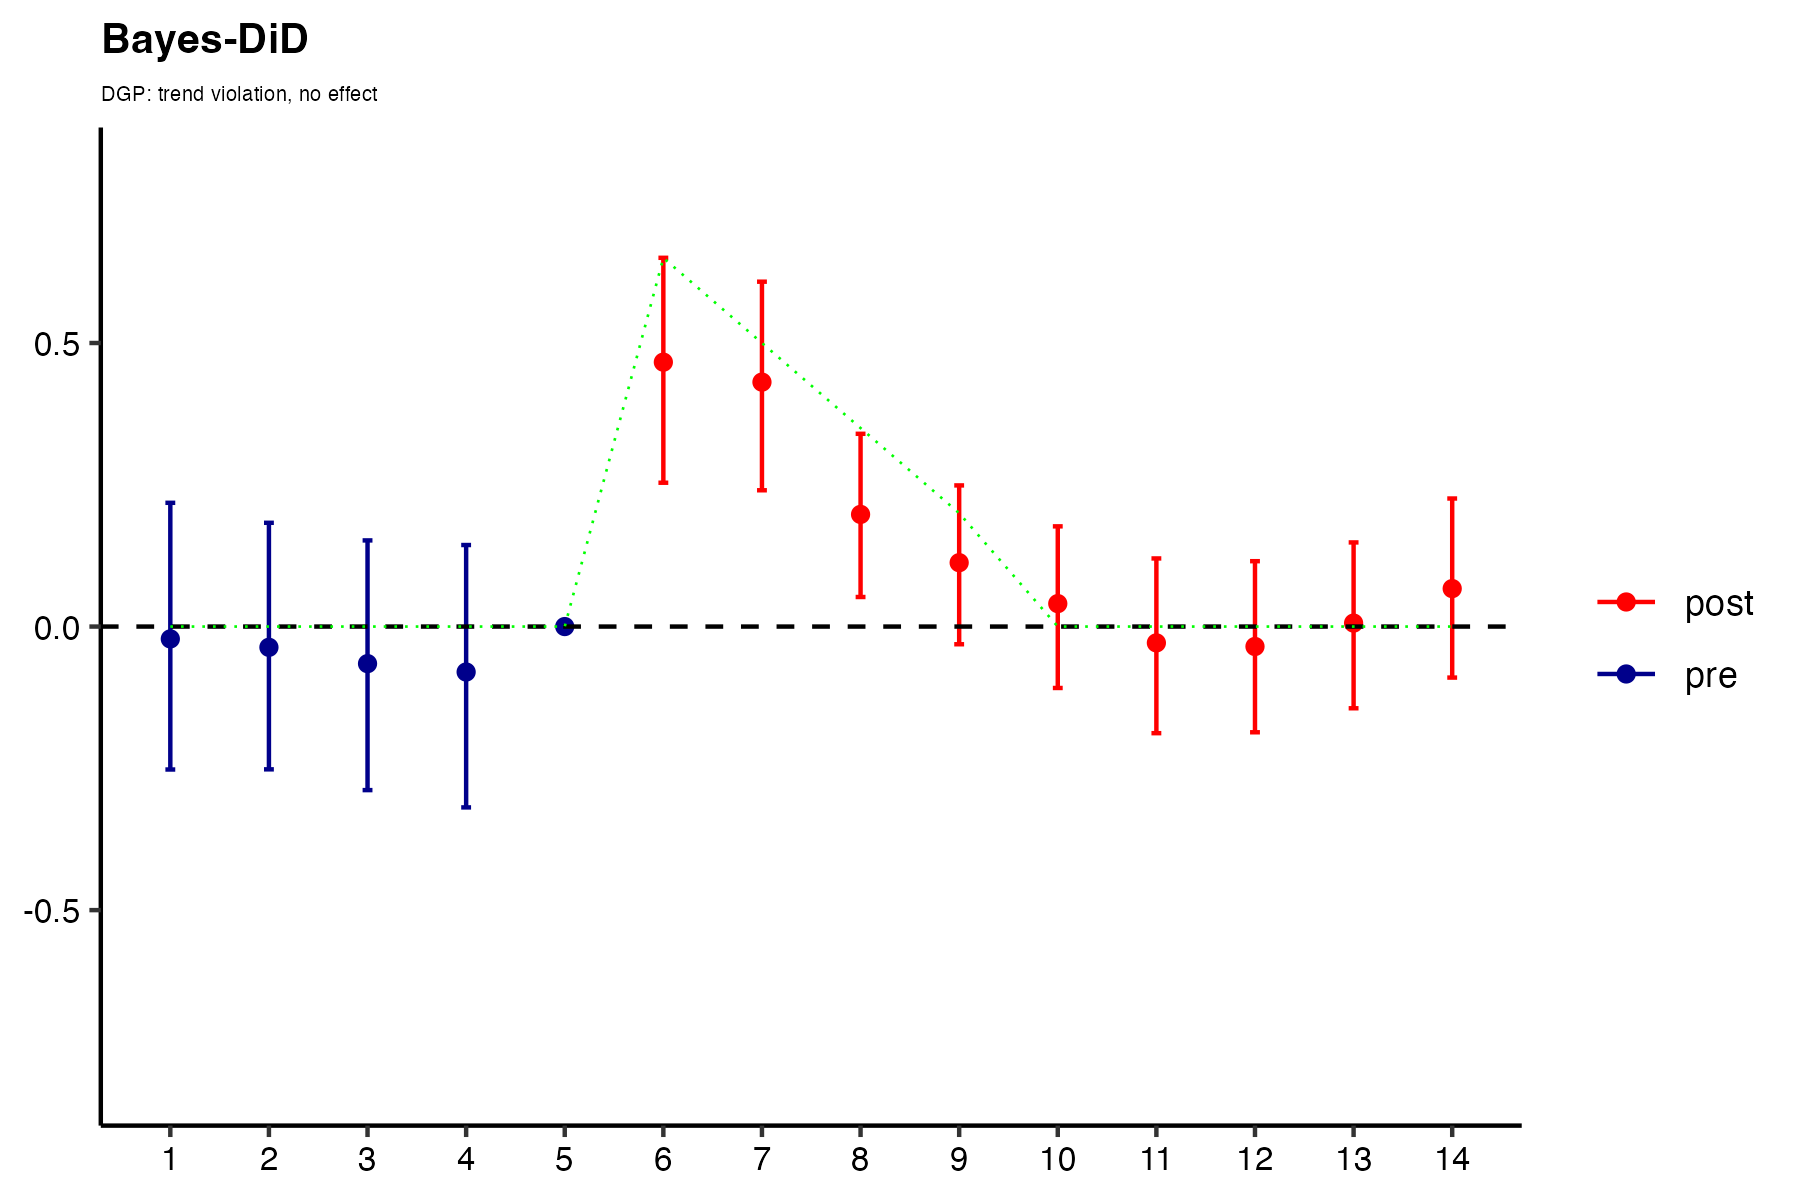 Bayes-DiD
DGP: trend violation, no effect
0.5
0.0
-0.5
1 2 3 4 5 6 7 8 9 10 11 12 13 14
post
pre